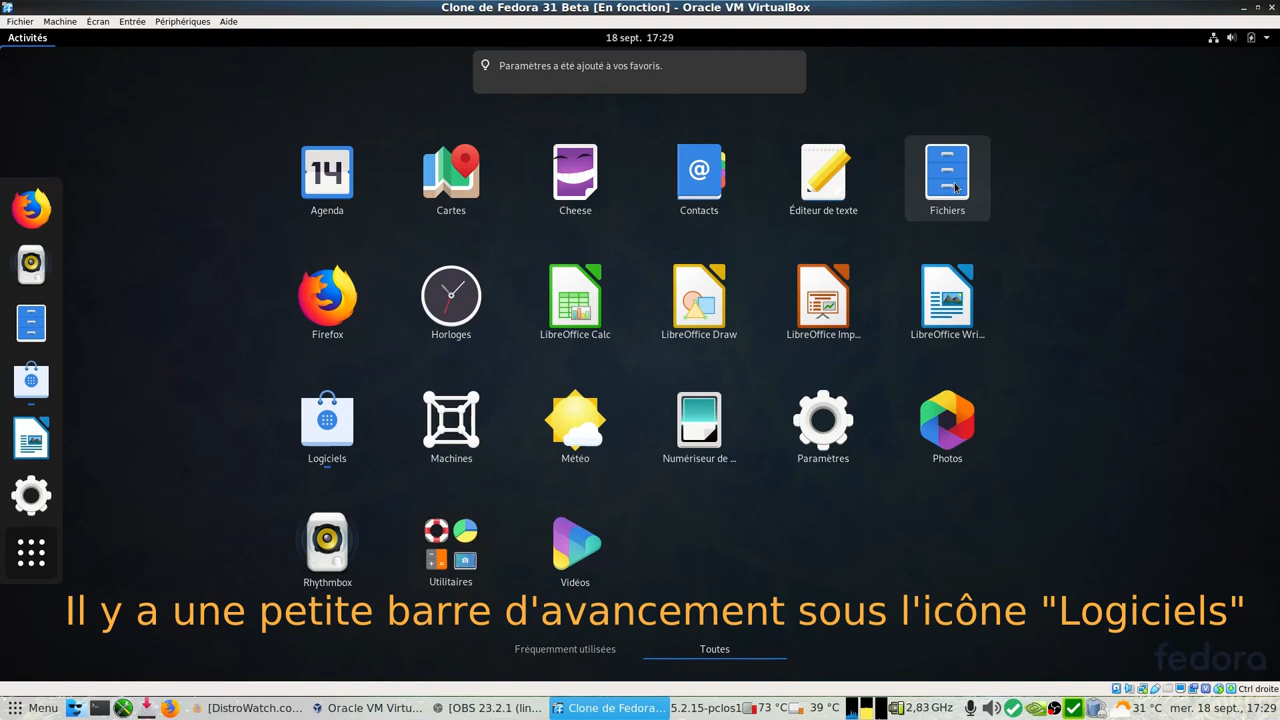 Clone de Fedora 31 Beta [En fonction] - Oracle VM VirtualBox
Fichier Machine Écran Entrée Périphériques Aide
Activités
18 sept. 17:29
Paramètres a été ajouté à vos favoris.
14
@
Agenda Cartes Cheese Contacts Éditeur de texte Fichiers
Firefox Horloges LibreOffice Calc LibreOffice Draw LibreOffice Imp... LibreOffice Wri...
Logiciels Machines Météo Numériseur de ... Paramètres Photos
Rhythmbox Utilitaires Vidéos
Il y a une petite barre d'avancement sous l'icône "Logiciels"
Fréquemment utilisées Toutes
fedora
Ctrl droite
Menu [DistroWatch.co... Oracle VM Virtu... [OBS 23.2.1 (lin... Clone de Fedora... 5.2.15-pclos1 73 °C 39 °C 2,83 GHz 31 °C mer. 18 sept., 17:29